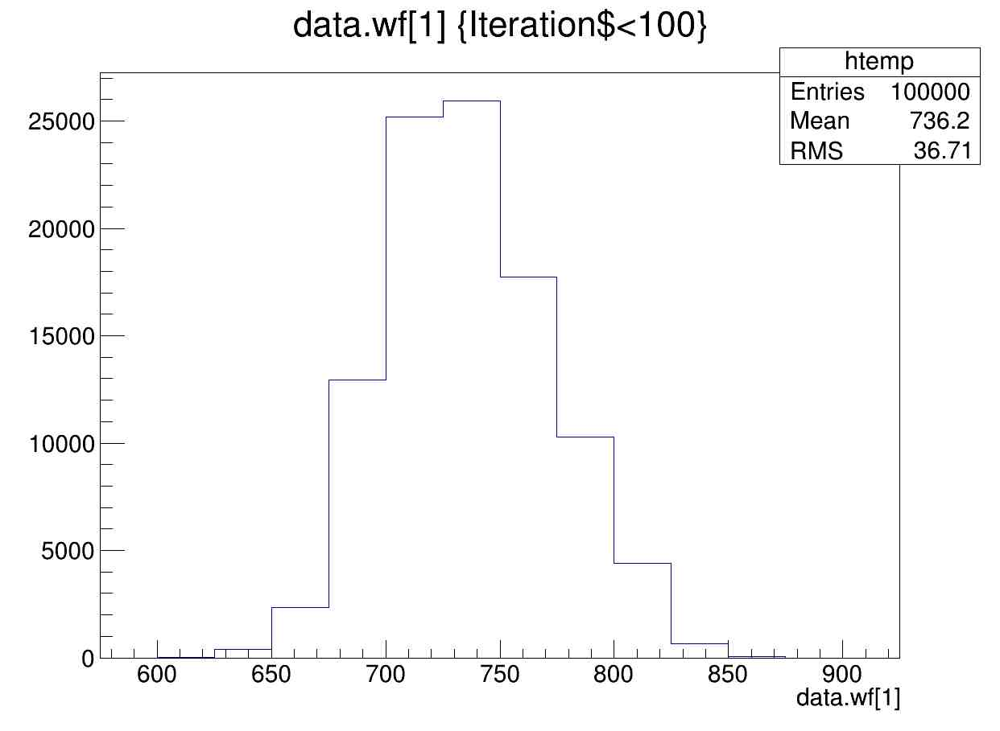 data.wf[1] {Iteration$<100}
htemp
Entries 100000
Mean 736.2
RMS 36.71
25000
20000
15000
10000
5000
0
600 650 700 750 800 850 900
data.wf[1]